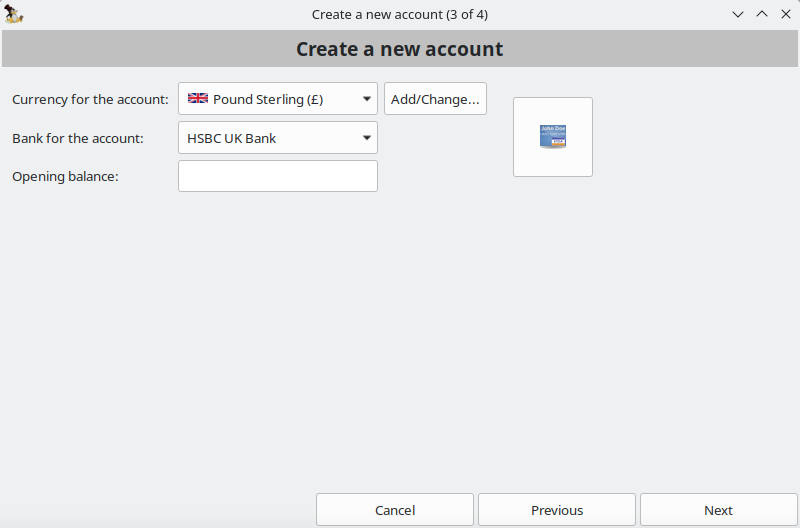 Create a new account (3 of 4)
Create a new account
Currency for the account: Pound Sterling (£) Add/Change...
John Doe
Bank for the account: HSBC UK Bank
Opening balance:
Cancel Previous Next